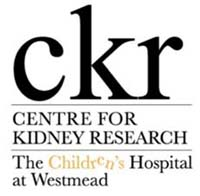 ckr
CENTRE FOR
KIDNEY RESEARCH
The Children's Hospital
at Westmead